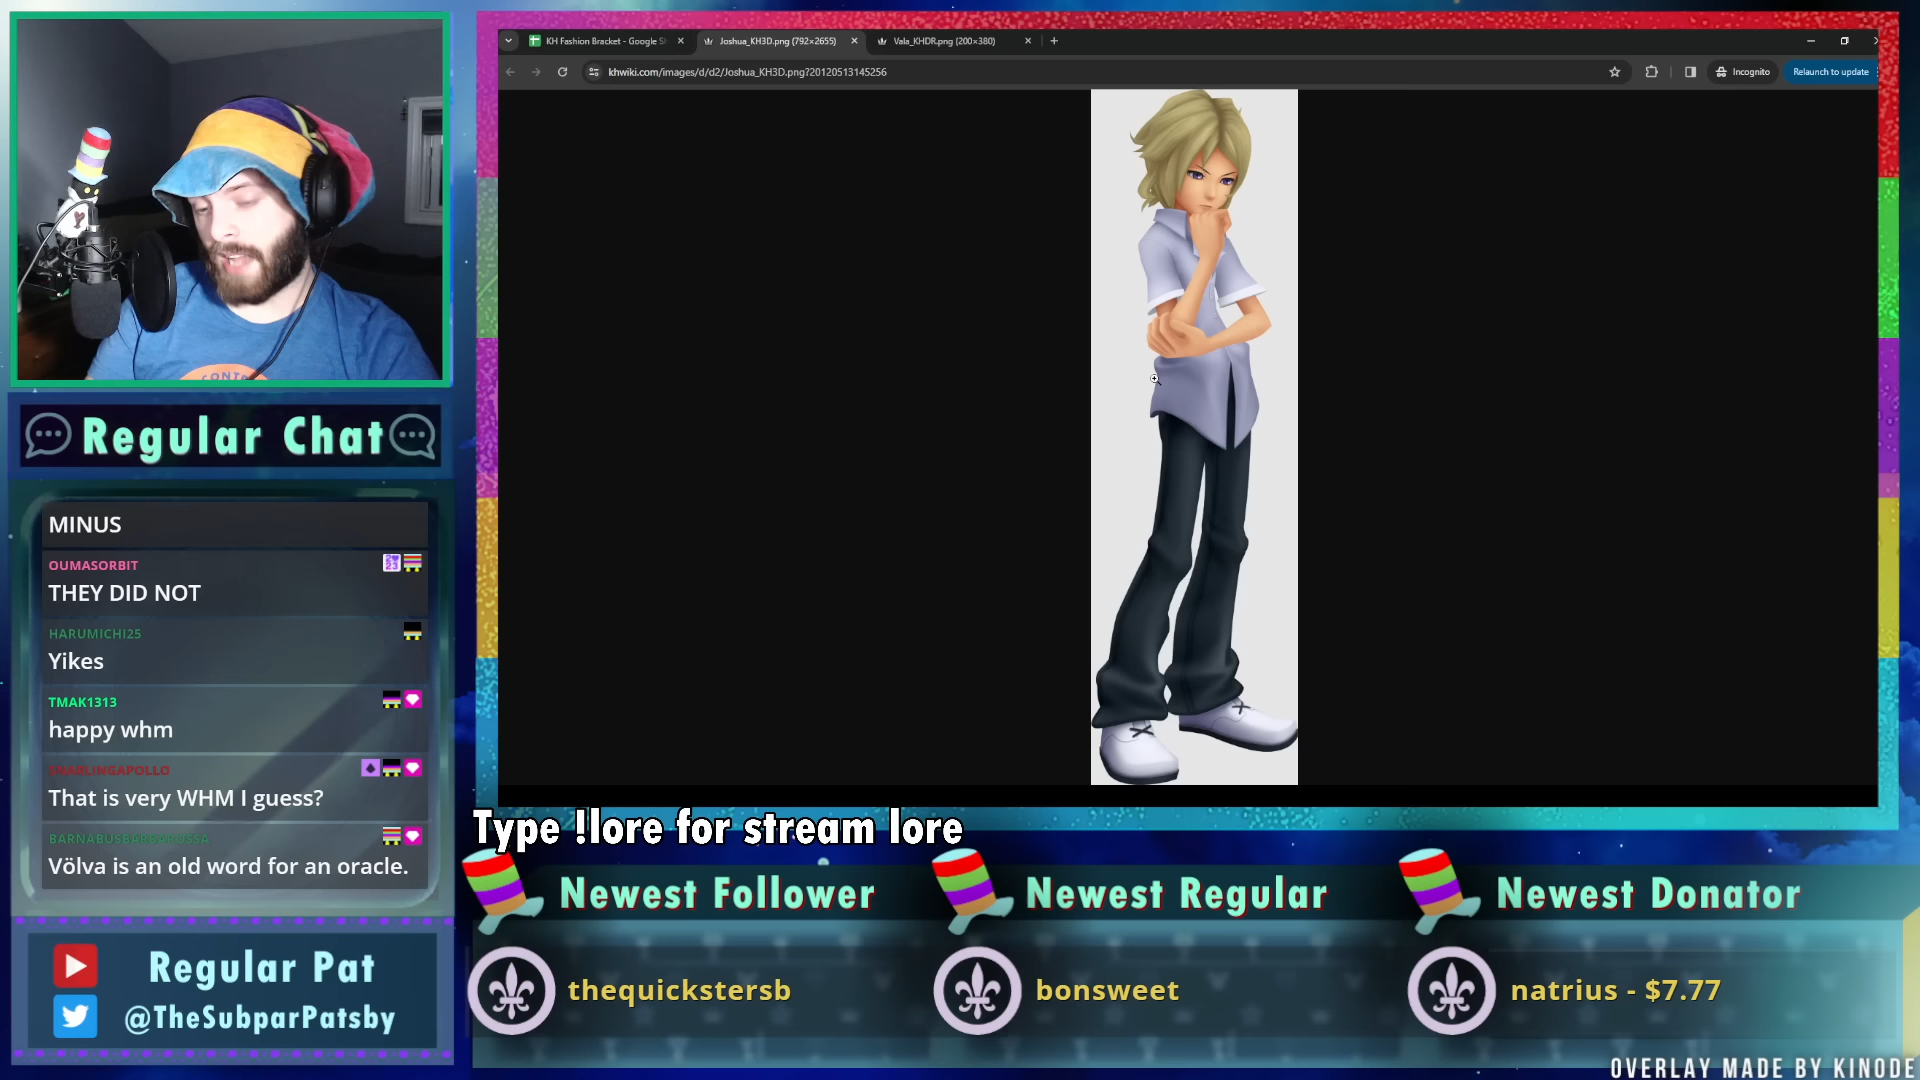 KH Fashion Bracket - Google S
Joshua_KH3D.png (792×2655)
Vala_KHDR.png (200×380)
khwiki.com/images/d/d2/Joshua_KH3D.png?20120513145256
Incognito
Relaunch to update
CONTR
Regular Chat
MINUS
OUMASORBIT
THEY DID NOT
HARUMICHI25
Yikes
TMAK1313
happy whm
That is very WHM I guess?
BARNABUSBARBARUSSA
Völva is an old word for an oracle.
Regular Pat
@TheSubparPatsby
Type !lore for stream lore
Newest Follower
Newest Regular
Newest Donator
thequickstersb
bonsweet
natrius - $7.77
OVERLAY MADE BY KINODE